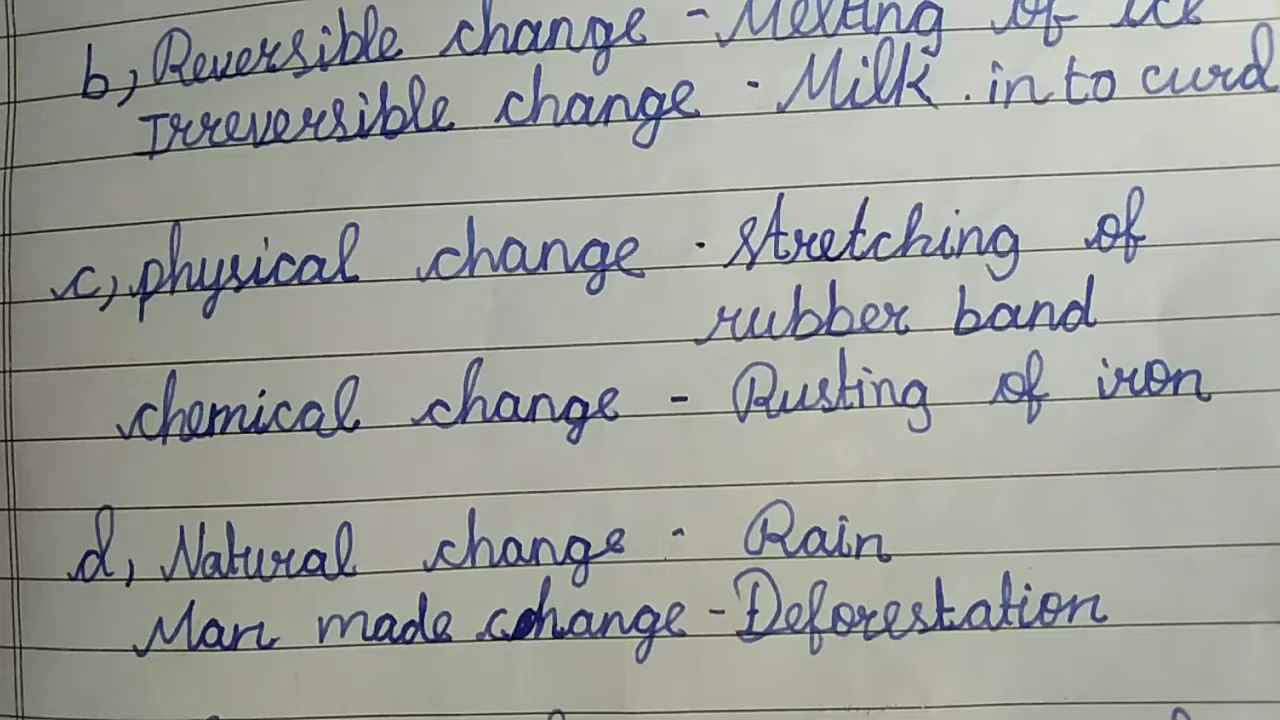 b, Reversible change - Melting of ice
Irreversible change - Milk into curd
c, physical change - stretching of
rubber band
chemical change - Rusting of iron
d, Natural change - Rain
Man made change - Deforestation